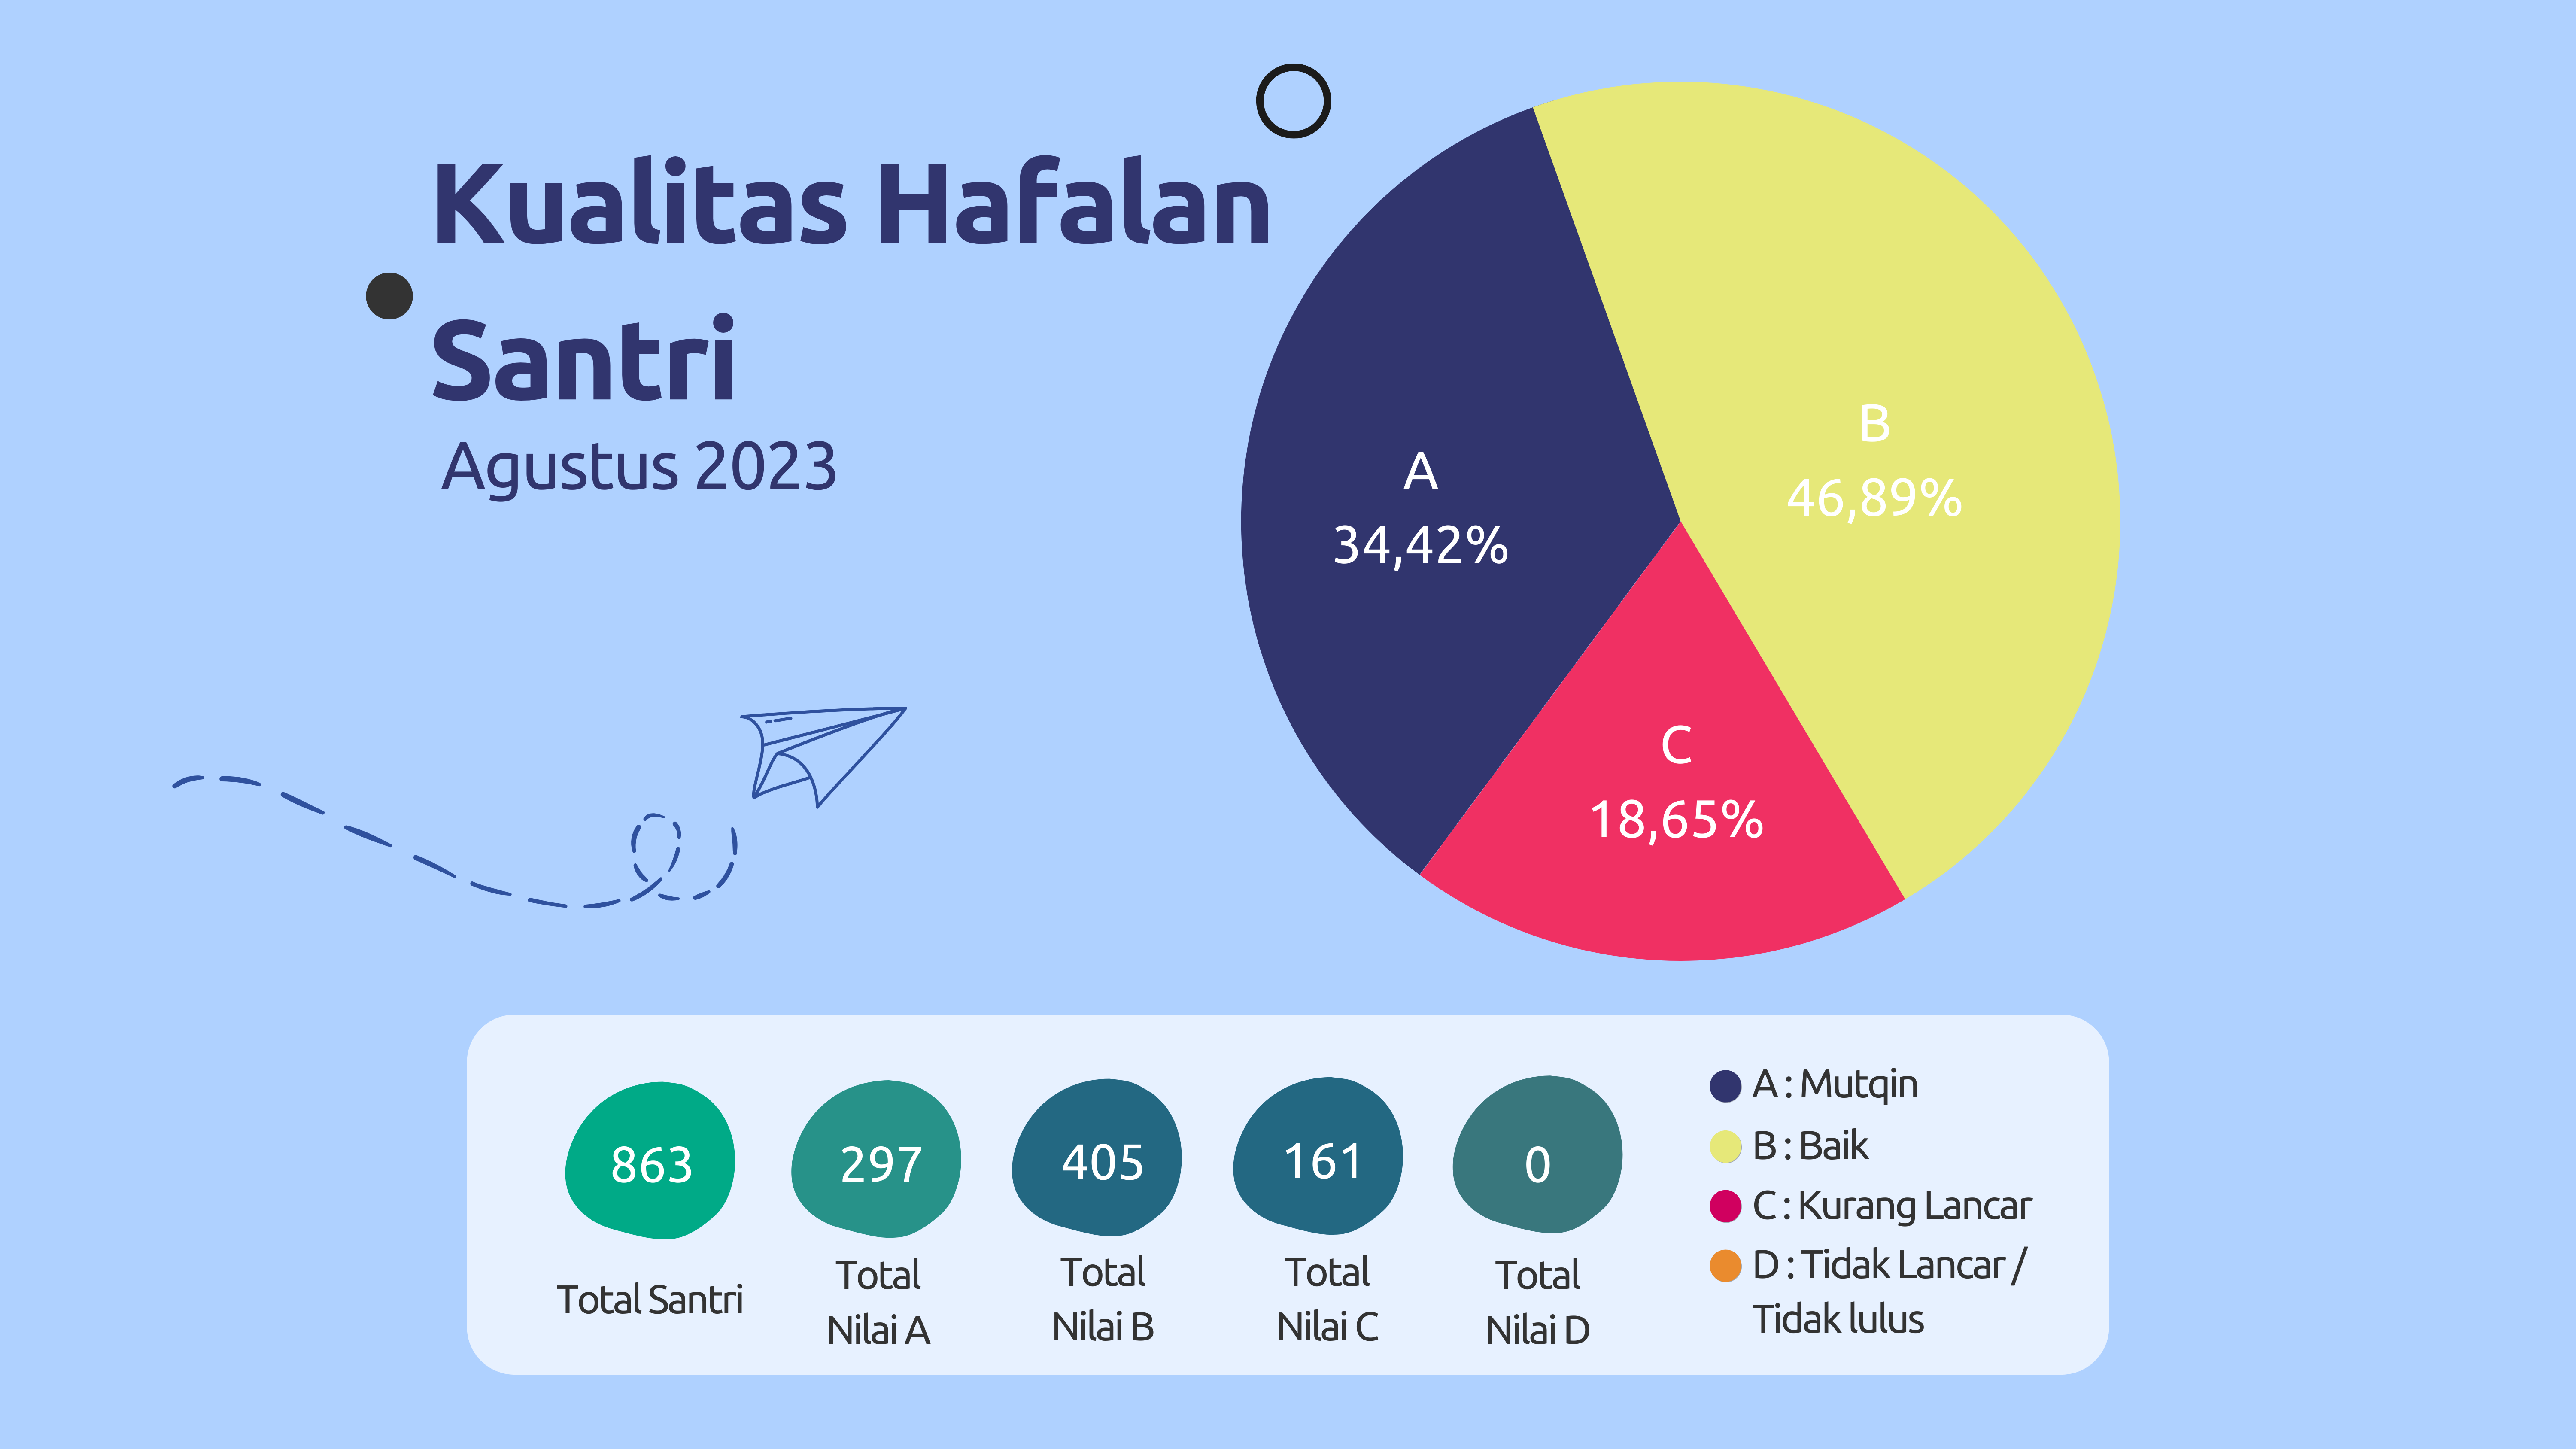 Kualitas Hafalan
Santri
Agustus 2023
A
34,42%
B
46,89%
C
18,65%
863
Total Santri
297
Total
Nilai A
405
Total
Nilai B
161
Total
Nilai C
0
Total
Nilai D
A : Mutqin
B : Baik
C : Kurang Lancar
D : Tidak Lancar /
Tidak lulus